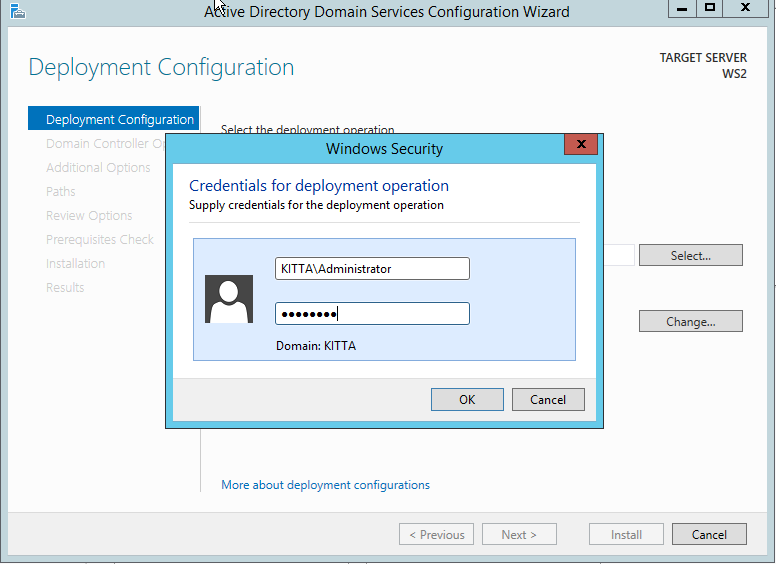 Active Directory Domain Services Configuration Wizard
Deployment Configuration
TARGET SERVER
WS2
Deployment Configuration
Domain Controller Op
Additional Options
Paths
Review Options
Prerequisites Check
Installation
Results
Select the deployment operation
Windows Security
Credentials for deployment operation
Supply credentials for the deployment operation
KITTA\Administrator
●●●●●●●●
Domain: KITTA
OK
Cancel
Select...
Change...
More about deployment configurations
< Previous
Next >
Install
Cancel